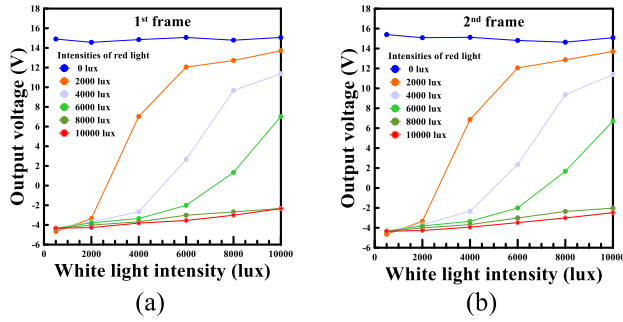 1st frame
Output voltage (V)
18
16
14
12
10
8
6
4
2
0
-2
-4
-6
Intensities of red light
0 lux
2000 lux
4000 lux
6000 lux
8000 lux
10000 lux
0 2000 4000 6000 8000 10000
White light intensity (lux)
(a)
2nd frame
Output voltage (V)
18
16
14
12
10
8
6
4
2
0
-2
-4
-6
Intensities of red light
0 lux
2000 lux
4000 lux
6000 lux
8000 lux
10000 lux
0 2000 4000 6000 8000 10000
White light intensity (lux)
(b)